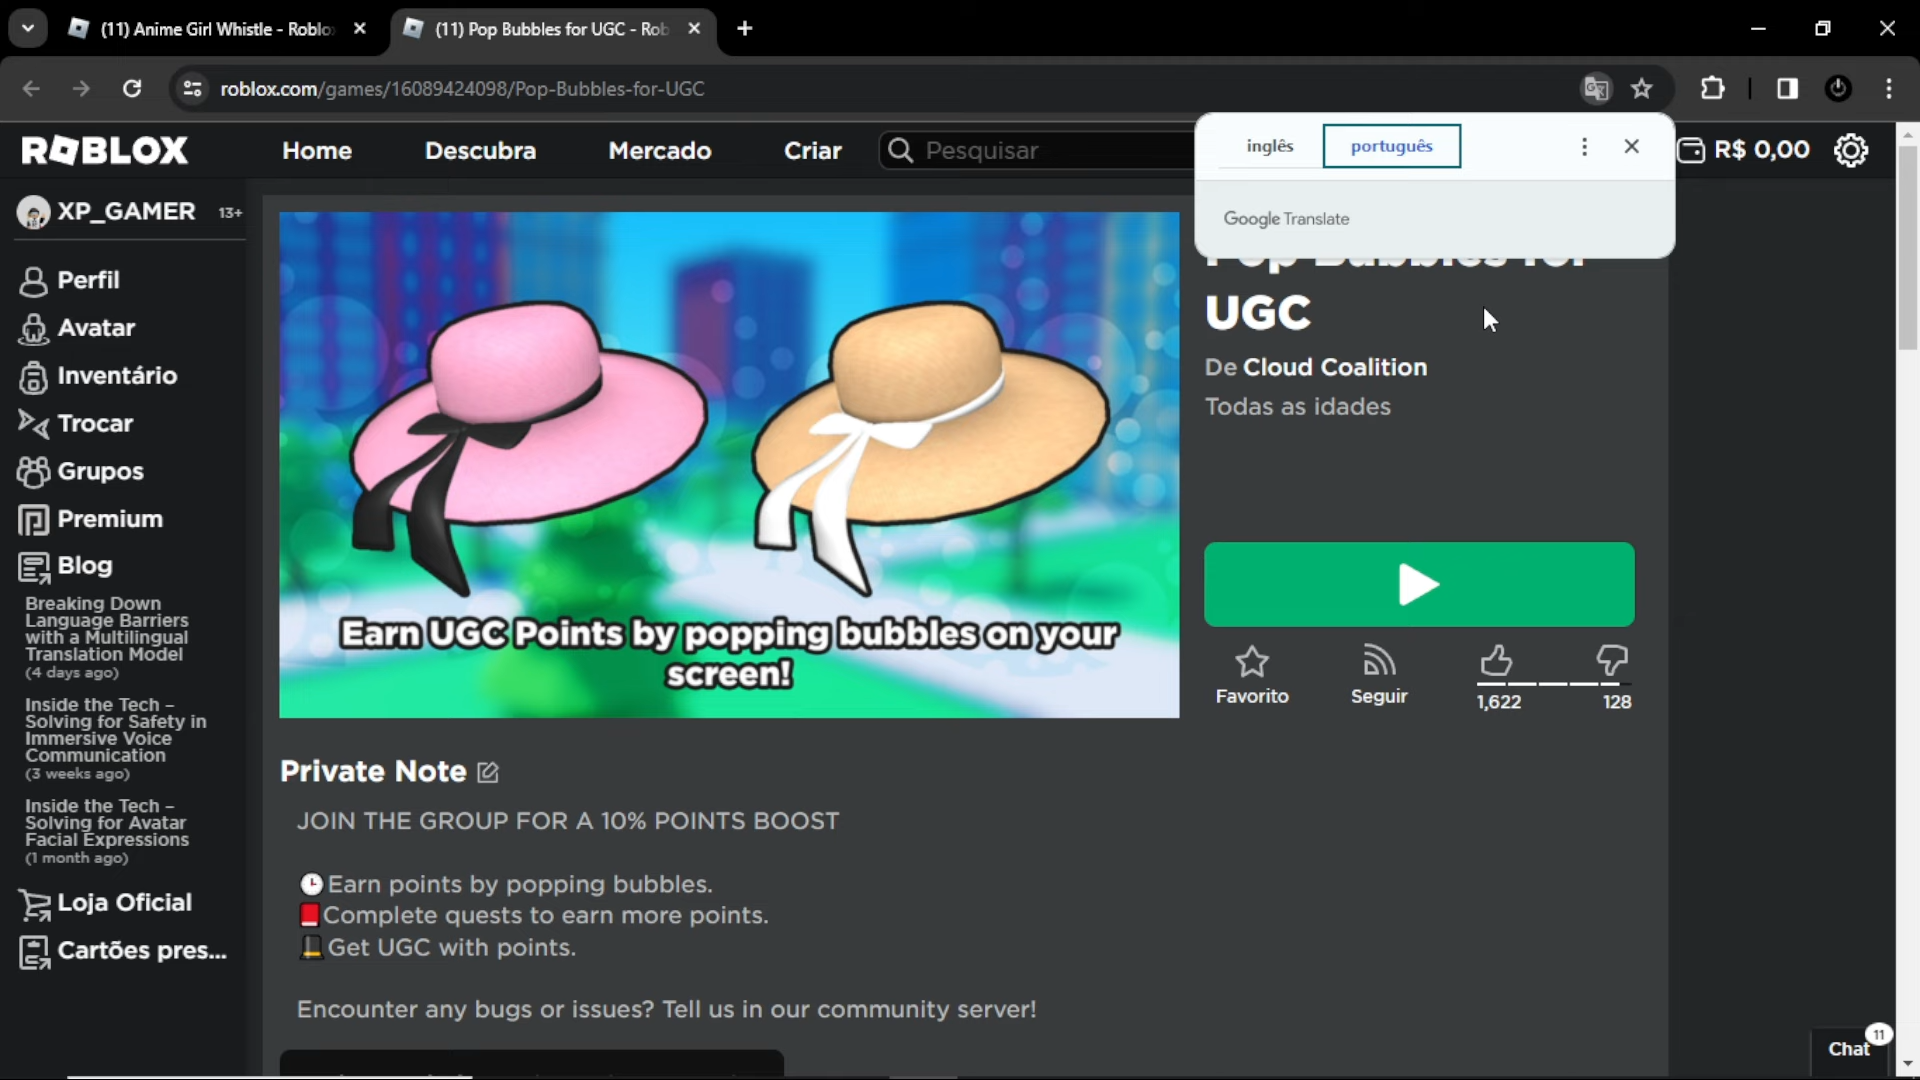 (11) Anime Girl Whistle - Roblo
(11) Pop Bubbles for UGC - Rob
roblox.com/games/16089424098/Pop-Bubbles-for-UGC
ROBLOX
Home
Descubra
Mercado
Criar
Pesquisar
inglês
português
Google Translate
R$ 0,00
XP_GAMER 13+
Perfil
Avatar
Inventário
Trocar
Grupos
Premium
Blog
Breaking Down
Language Barriers
with a Multilingual
Translation Model
(4 days ago)
Inside the Tech –
Solving for Safety in
Immersive Voice
Communication
(3 weeks ago)
Inside the Tech –
Solving for Avatar
Facial Expressions
(1 month ago)
Loja Oficial
Cartões pres...
Earn UGC Points by popping bubbles on your
screen!
Pop Bubbles for
UGC
De Cloud Coalition
Todas as idades
Favorito
Seguir
1,622
128
Private Note
JOIN THE GROUP FOR A 10% POINTS BOOST
Earn points by popping bubbles.
Complete quests to earn more points.
Get UGC with points.
Encounter any bugs or issues? Tell us in our community server!
Chat
11